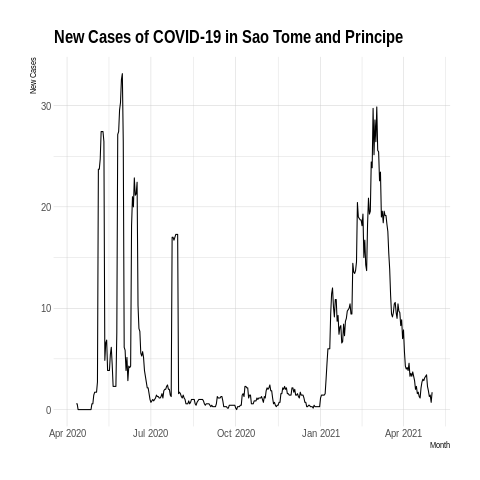 New Cases of COVID-19 in Sao Tome and Principe
New Cases
30
20
10
0
Apr 2020 Jul 2020 Oct 2020 Jan 2021 Apr 2021
Month